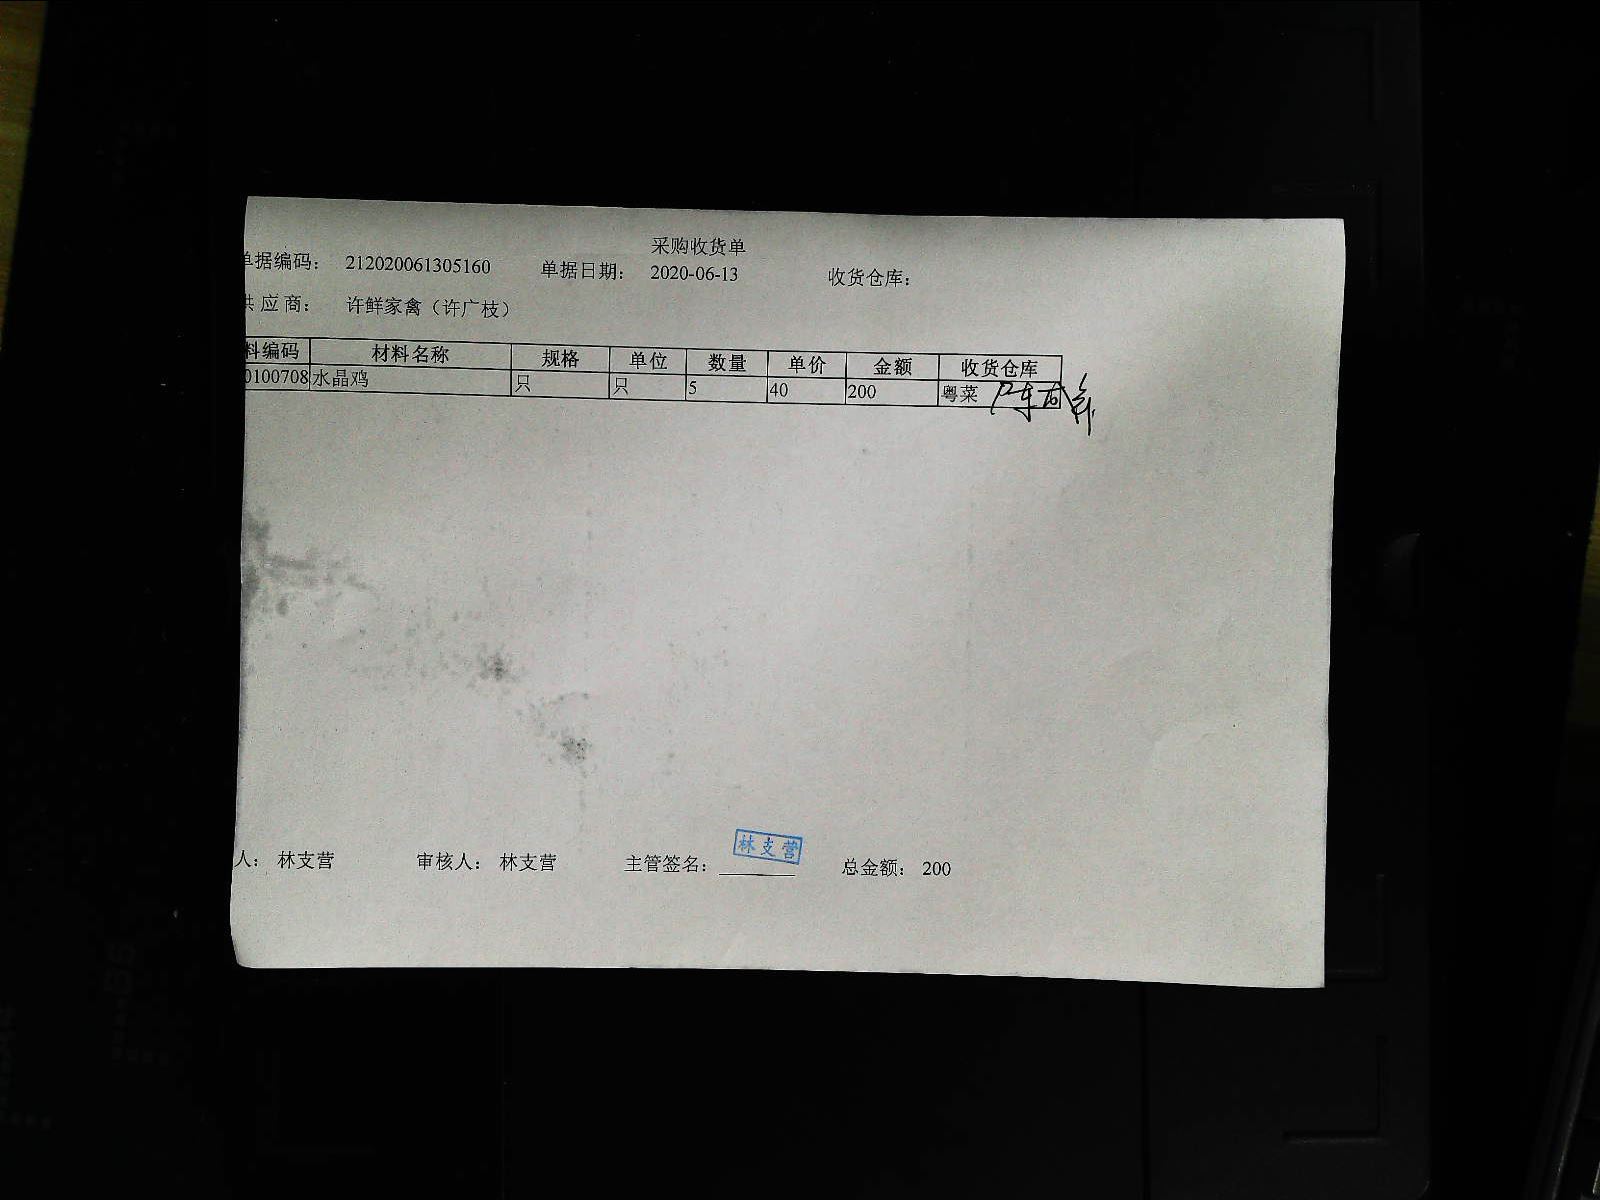 采购收货单
单据编码： 212020061305160 单据日期： 2020-06-13 收货仓库：
供 应 商： 许鲜家禽（许广枝）
料编码 材料名称 规格 单位 数量 单价 金额 收货仓库
0100708 水晶鸡 只 只 5 40 200 粤菜
人： 林支营 审核人： 林支营 主管签名： 林支营 总金额： 200